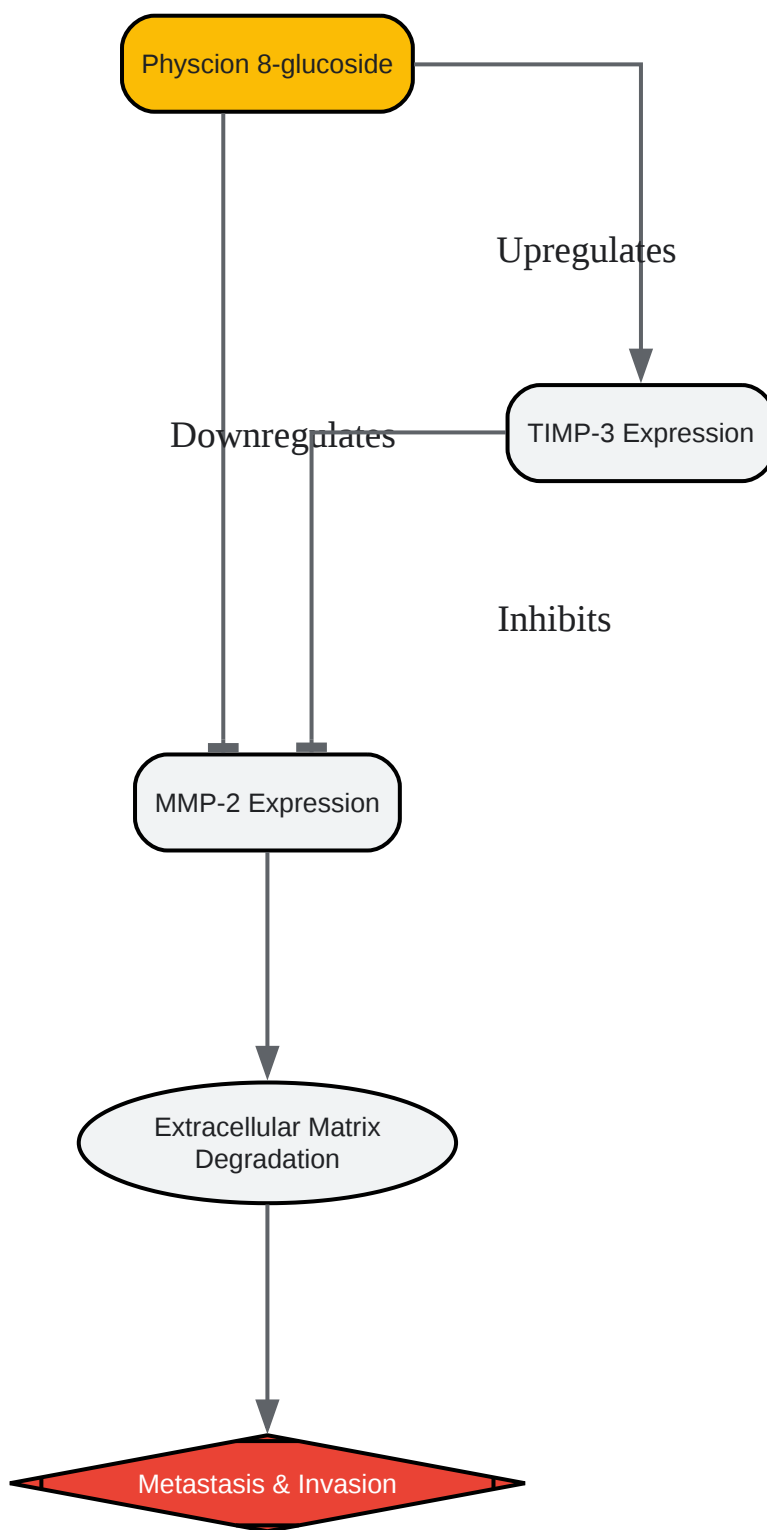 Physcion 8-glucoside
Upregulates
Downregulates
TIMP-3 Expression
Inhibits
MMP-2 Expression
Extracellular Matrix
Degradation
Metastasis & Invasion